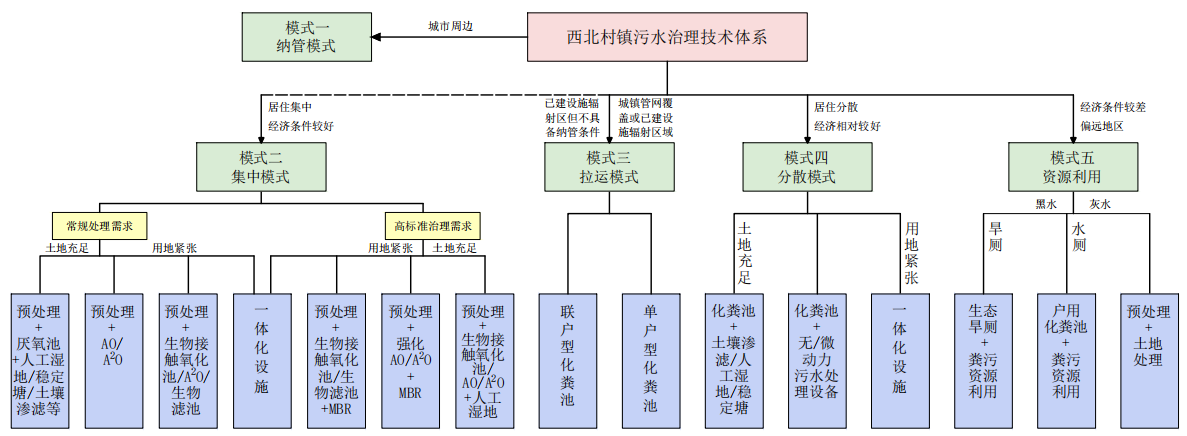 模式一
纳管模式
城市周边
西北村镇污水治理技术体系
居住集中
经济条件较好
已建设施辐
射区但不具
备纳管条件
城镇管网覆
盖或已建设
施辐射区域
居住分散
经济相对较好
经济条件较差
偏远地区
模式二
集中模式
模式三
拉运模式
模式四
分散模式
模式五
资源利用
常规处理需求
高标准治理需求
土地充足
用地紧张
用地紧张
土地充足
土地充足
用地紧张
黑水
灰水
旱厕
水厕
预处理
+
厌氧池
+人工湿
地/稳定
塘/土壤
渗滤等
预处理
+
AO/
A²O
预处理
+
生物接
触氧化
池/A²O/
生物
滤池
一体化设施
预处理
+
生物接
触氧化
池/生
物滤池
+MBR
预处理
+
强化
AO/A²O
+
MBR
预处理
+
生物接
触氧化
池/
AO/A²O
+人工
湿地
联户型化粪池
单户型化粪池
化粪池
+
土壤渗
滤/人
工湿
地/稳
定塘
化粪池
+
无/微
动力
污水处
理设备
一体化设施
生态
旱厕
+
粪污
资源
利用
户用
化粪池
+
粪污
资源
利用
预处理
+
土地
处理